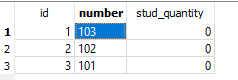 id number stud_quantity
1 1 103 0
2 2 102 0
3 3 101 0